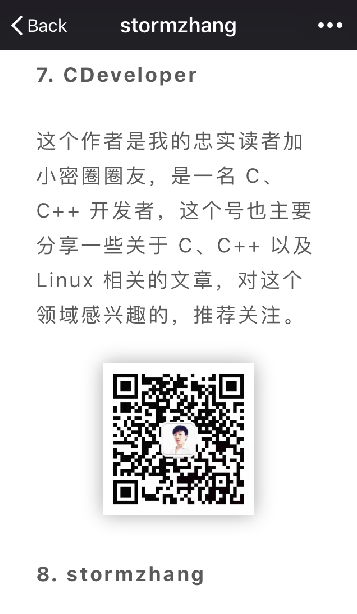 Back
stormzhang
7. CDeveloper
这个作者是我的忠实读者加
小密圈圈友，是一名 C、
C++ 开发者，这个号也主要
分享一些关于 C、C++ 以及
Linux 相关的文章，对这个
领域感兴趣的，推荐关注。
8. stormzhang